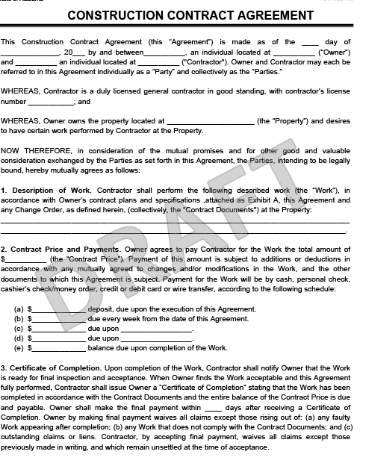 CONSTRUCTION CONTRACT AGREEMENT
This Construction Contract Agreement (this "Agreement") is made as of the ____ day of
______________, 20___ by and between__________, an individual located at __________ ("Owner")
and __________ an individual located at __________ ("Contractor"). Owner and Contractor may each be
referred to in this Agreement individually as a "Party" and collectively as the "Parties."
WHEREAS, Contractor is a duly licensed general contractor in good standing, with contractor's license
number __________; and
WHEREAS, Owner owns the property located at ____________________ (the "Property") and desires
to have certain work performed by Contractor at the Property.
NOW THEREFORE, in consideration of the mutual promises and for other good and valuable
consideration exchanged by the Parties as set forth in this Agreement, the Parties, intending to be legally
bound, hereby mutually agrees as follows:
1. Description of Work. Contractor shall perform the following described work (the "Work"), in
accordance with Owner's contract plans and specifications ,attached as Exhibit A, this Agreement and
any Change Order, as defined herein, (collectively, the "Contract Documents") at the Property:
______________________________________________________________________
______________________________________________________________________.
2. Contract Price and Payments. Owner agrees to pay Contractor for the Work the total amount of
$__________ (the "Contract Price"). Payment of this amount is subject to additions or deductions in
accordance with any mutually agreed to changes and/or modifications in the Work, and the other
documents to which this Agreement is subject. Payment for the Work will be by cash, personal check,
cashier's check/money order, credit or debit card or wire transfer, according to the following schedule:
(a) $____________ deposit, due upon the execution of this Agreement.
(b) $____________ due every week from the date of this Agreement.
(c) $____________ due upon _______________.
(d) $____________ due upon _______________.
(e) $____________ balance due upon completion of the Work.
3. Certificate of Completion. Upon completion of the Work, Contractor shall notify Owner that the Work
is ready for final inspection and acceptance. When Owner finds the Work acceptable and this Agreement
fully performed, Contractor shall issue Owner a "Certificate of Completion" stating that the Work has been
completed in accordance with the Contract Documents and the entire balance of the Contract Price is due
and payable. Owner shall make the final payment within ____ days after receiving a Certificate of
Completion. Owner by making final payment waives all claims except those rising out of: (a) any faulty
Work appearing after completion; (b) any Work that does not comply with the Contract Documents; and (c)
outstanding claims or liens. Contractor, by accepting final payment, waives all claims except those
previously made in writing, and which remain unsettled at the time of acceptance.
DRAFT